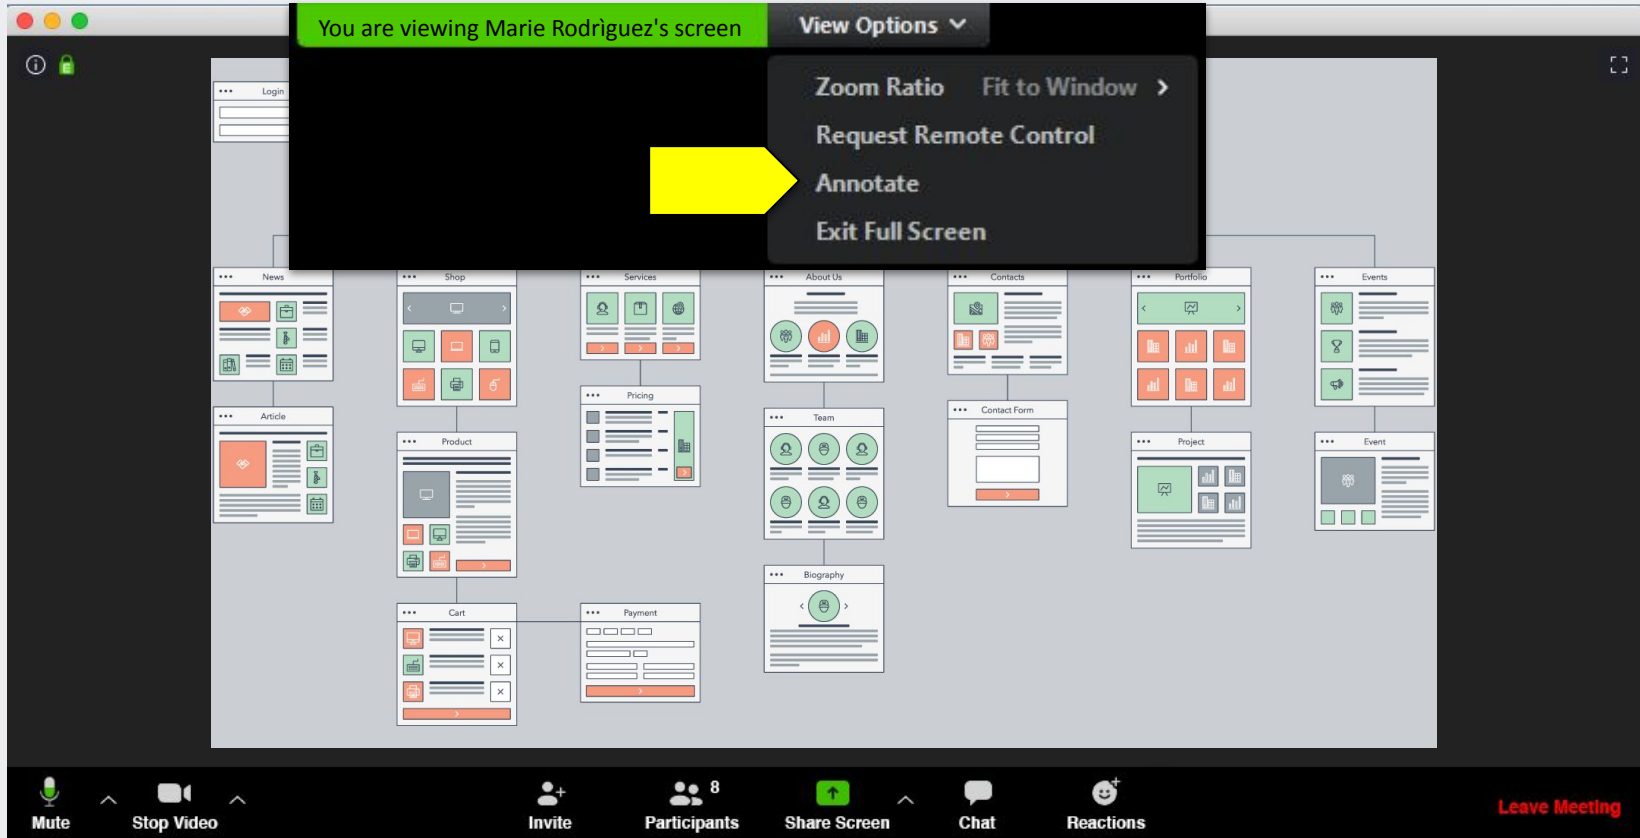 You are viewing Marie Rodrìguez's screen
View Options
Zoom Ratio Fit to Window >
Request Remote Control
Annotate
Exit Full Screen
Login
News
Shop
Services
About Us
Contacts
Portfolio
Events
Pricing
Article
Team
Contact Form
Product
Project
Event
Biography
Cart
Payment
Mute
Stop Video
Invite
Participants 8
Share Screen
Chat
Reactions
Leave Meeting